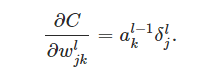 ∂C/∂w^l_{jk} = a^{l−1}_k δ^l_j.